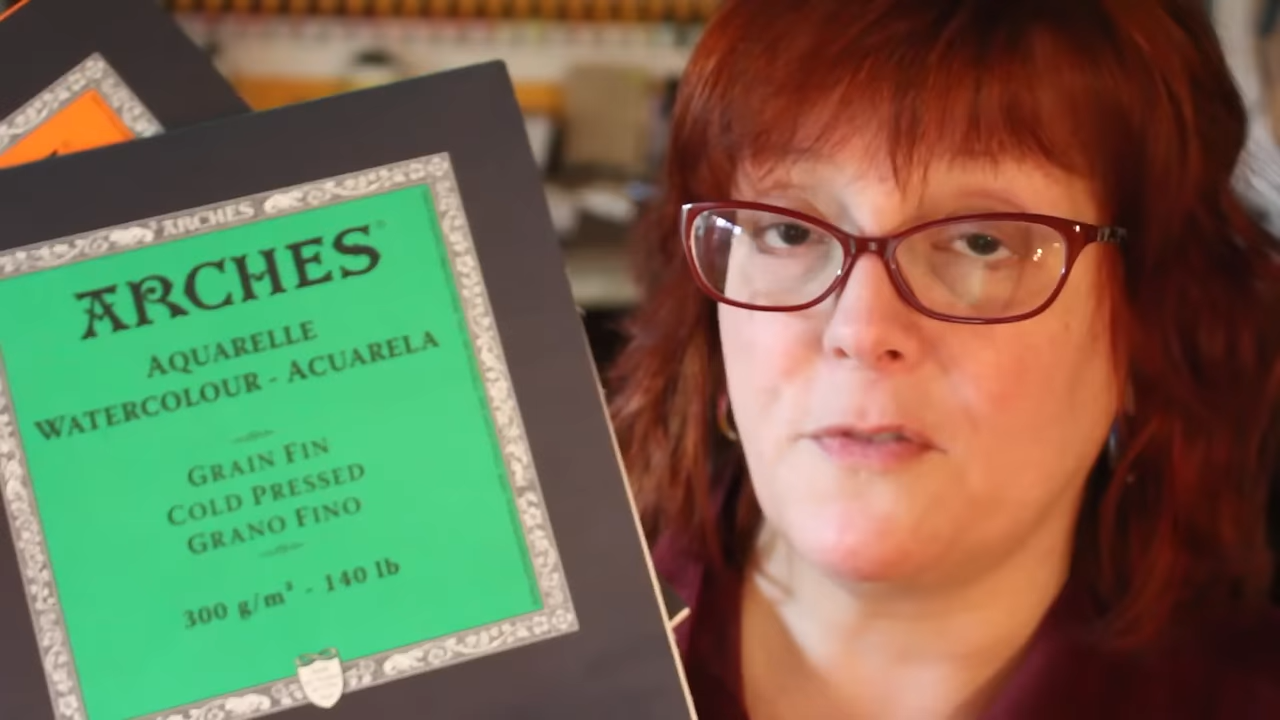 ARCHES
ARCHES®
AQUARELLE
WATERCOLOUR - ACUARELA
GRAIN FIN
COLD PRESSED
GRANO FINO
300 g/m² - 140 lb